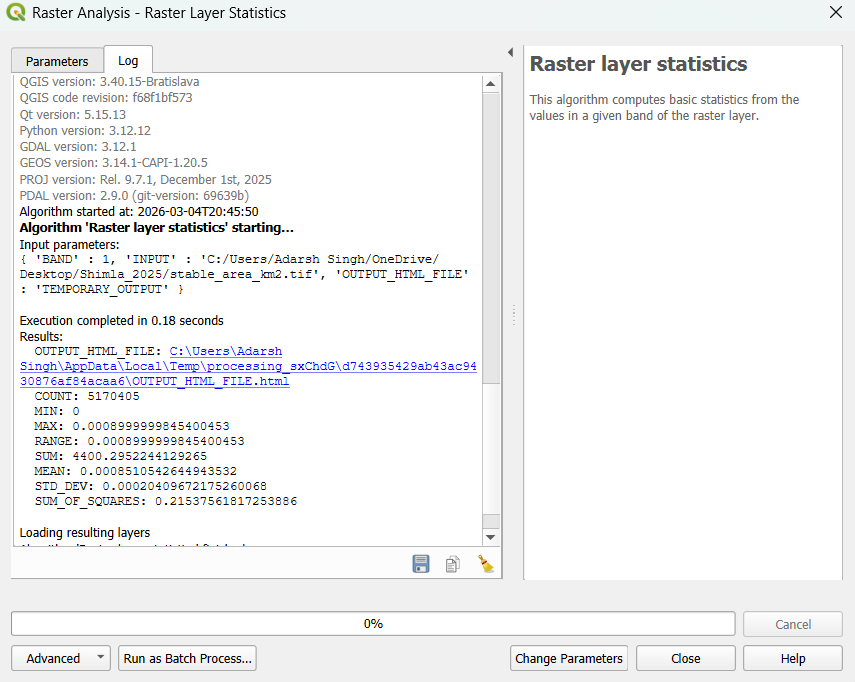 Raster Analysis - Raster Layer Statistics
Parameters
Log
QGIS version: 3.40.15-Bratislava
QGIS code revision: f68f1bf573
Qt version: 5.15.13
Python version: 3.12.12
GDAL version: 3.12.1
GEOS version: 3.14.1-CAPI-1.20.5
PROJ version: Rel. 9.7.1, December 1st, 2025
PDAL version: 2.9.0 (git-version: 69639b)
Algorithm started at: 2026-03-04T20:45:50
Algorithm 'Raster layer statistics' starting...
Input parameters:
{ 'BAND' : 1, 'INPUT' : 'C:/Users/Adarsh Singh/OneDrive/
Desktop/Shimla_2025/stable_area_km2.tif', 'OUTPUT_HTML_FILE'
: 'TEMPORARY_OUTPUT' }
Execution completed in 0.18 seconds
Results:
OUTPUT_HTML_FILE: C:\Users\Adarsh
Singh\AppData\Local\Temp\processing_sxChdG\d743935429ab43ac94
30876af84acaa6\OUTPUT_HTML_FILE.html
COUNT: 5170405
MIN: 0
MAX: 0.0008999999845400453
RANGE: 0.0008999999845400453
SUM: 4400.2952244129265
MEAN: 0.0008510542644943532
STD_DEV: 0.00020409672175260068
SUM_OF_SQUARES: 0.21537561817253886
Loading resulting layers
Raster layer statistics
This algorithm computes basic statistics from the
values in a given band of the raster layer.
0%
Cancel
Advanced
Run as Batch Process...
Change Parameters
Close
Help